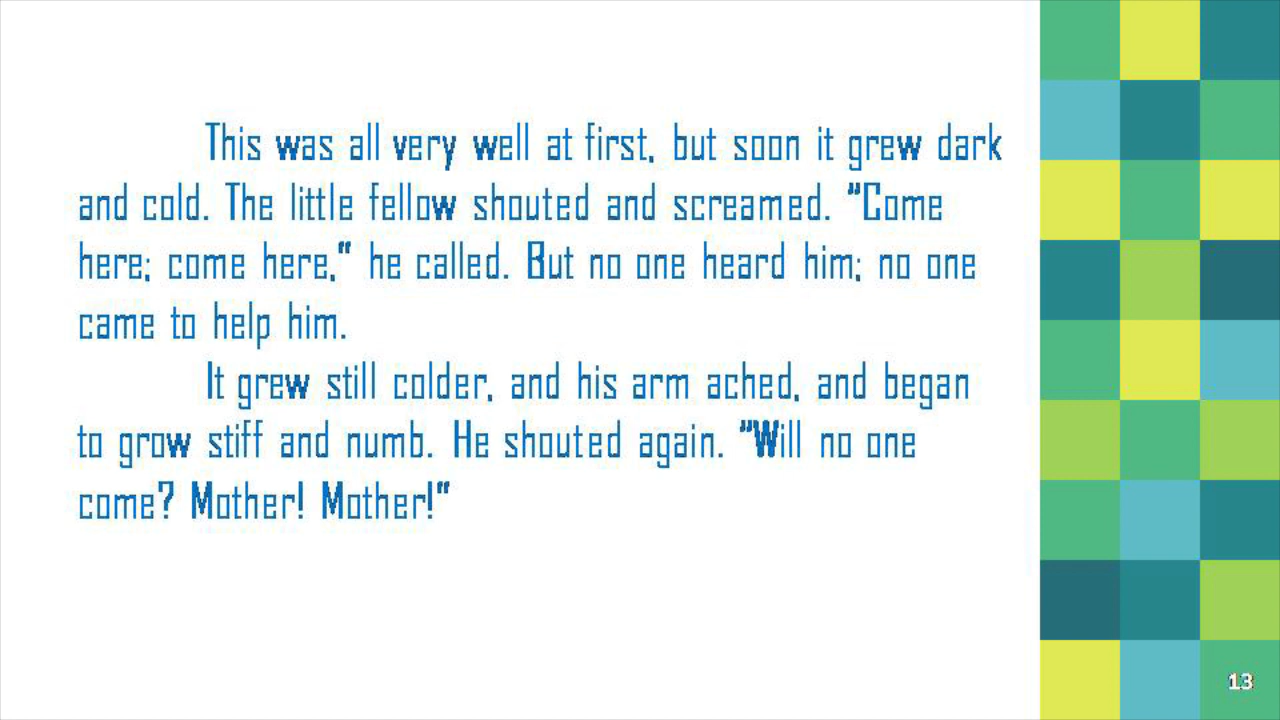 This was all very well at first, but soon it grew dark
and cold. The little fellow shouted and screamed. "Come
here; come here," he called. But no one heard him; no one
came to help him.
It grew still colder, and his arm ached, and began
to grow stiff and numb. He shouted again. "Will no one
come? Mother! Mother!"
13